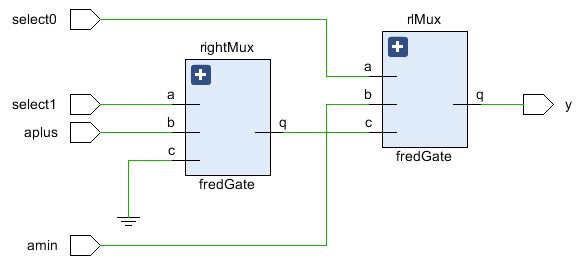 select0
rlMux
rightMux
a
select1
a
b
q
y
aplus
b
q
c
c
fredGate
fredGate
amin